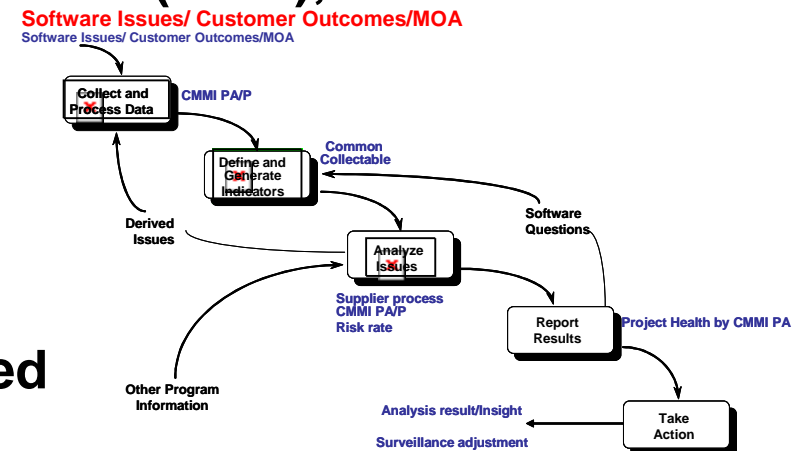 Software Issues/ Customer Outcomes/MOA
Software Issues/ Customer Outcomes/MOA
Collect and
Process Data
CMMI PA/P
Define and
Generate
Indicators
Common
Collectable
Derived
Issues
Software
Questions
Analyze
Issues
Supplier process
CMMI PA/P
Risk rate
Report
Results
Project Health by CMMI PA
ed
Other Program
Information
Analysis result/Insight
Surveillance adjustment
Take
Action